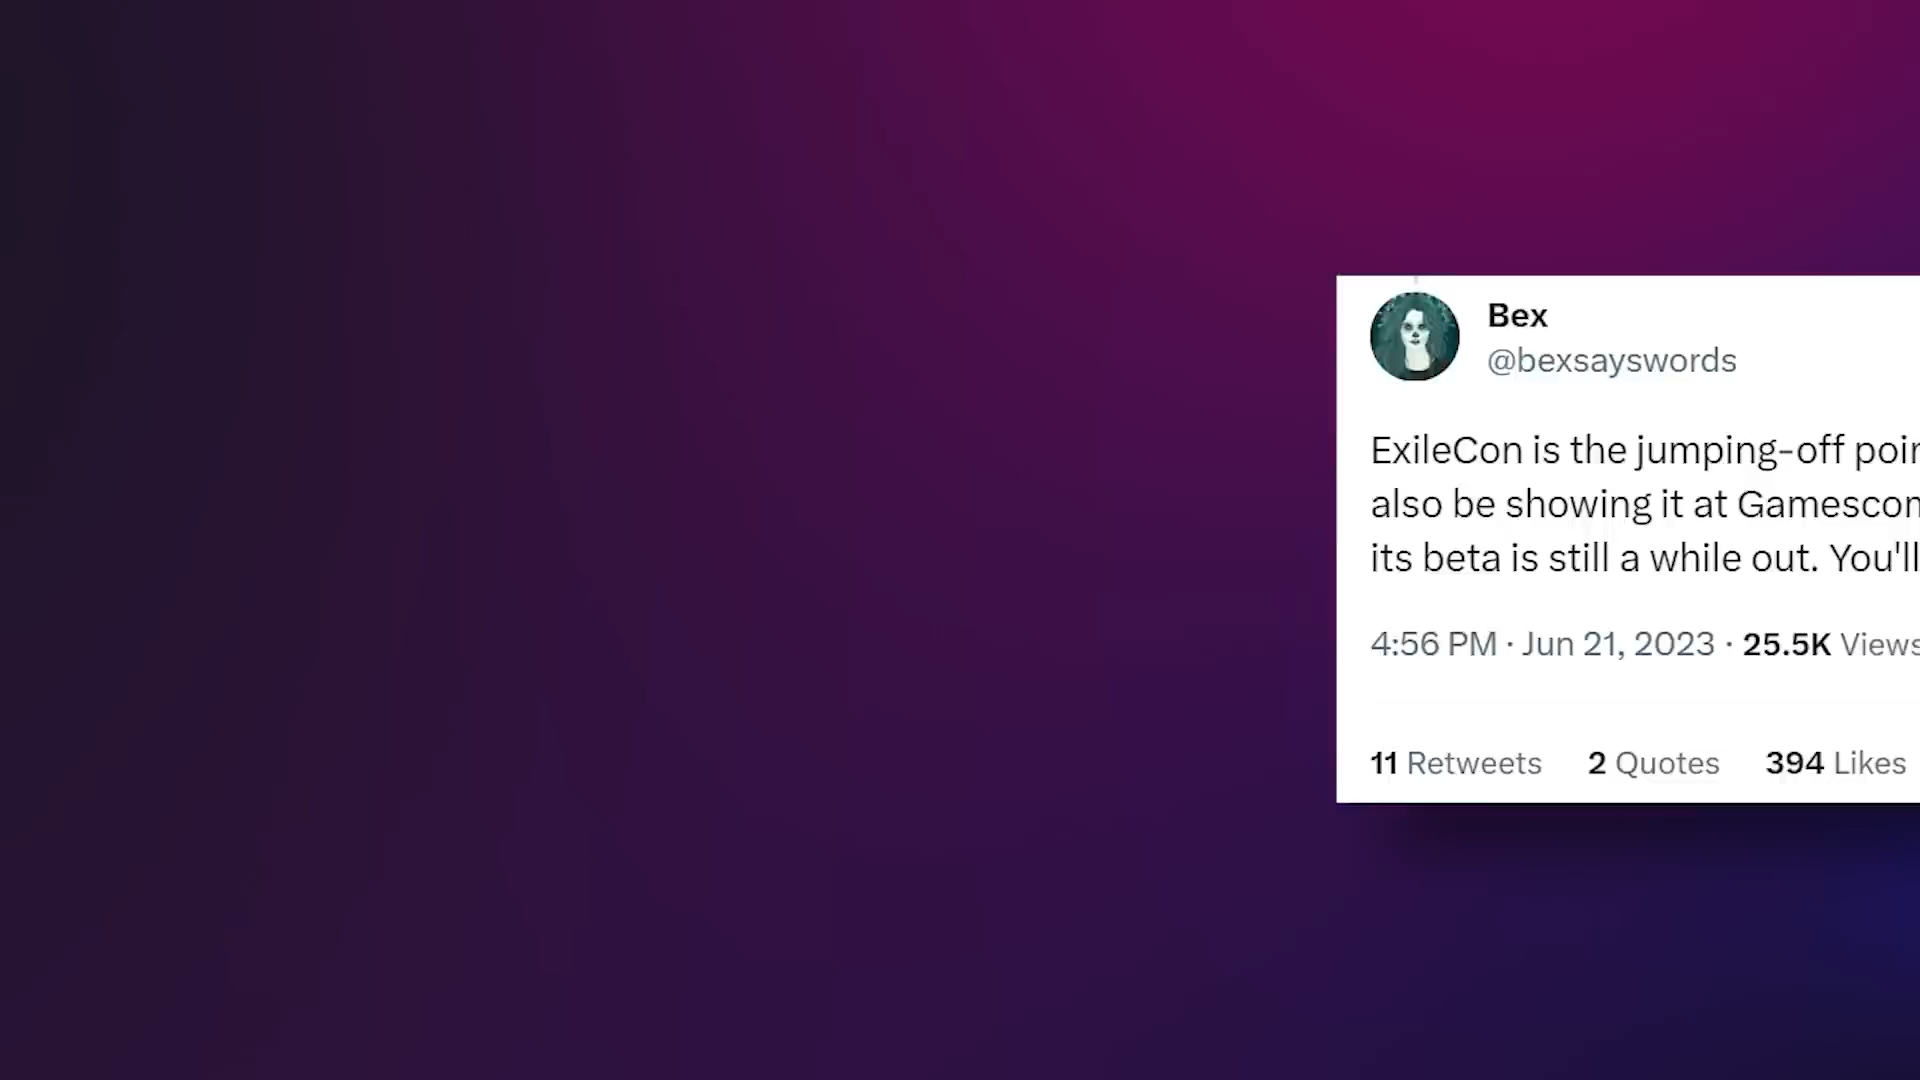 Bex
@bexsayswords
ExileCon is the jumping-off
also be showing it at
its beta is still a while out. You'll
4:56 PM · Jun 21, 2023 · 25.5K Views
11 Retweets 2 Quotes 394 Likes